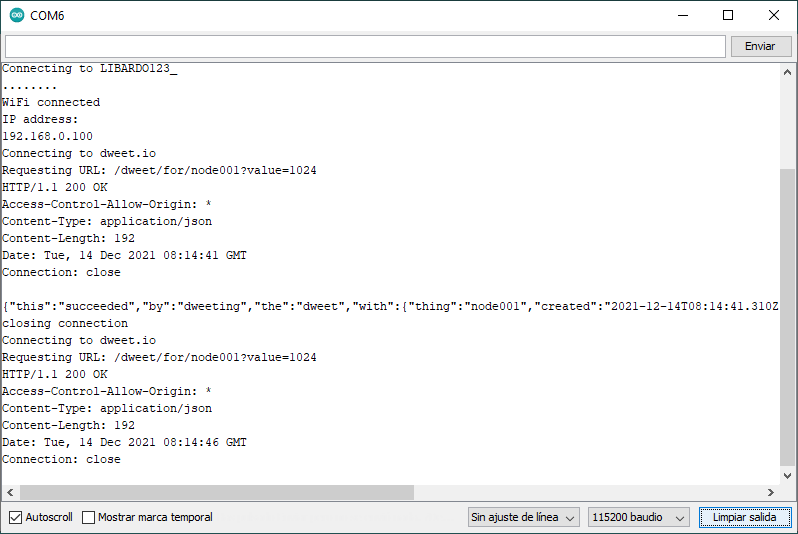 COM6
Enviar
Connecting to LIBARDO123_
........
WiFi connected
IP address:
192.168.0.100
Connecting to dweet.io
Requesting URL: /dweet/for/node001?value=1024
HTTP/1.1 200 OK
Access-Control-Allow-Origin: *
Content-Type: application/json
Content-Length: 192
Date: Tue, 14 Dec 2021 08:14:41 GMT
Connection: close
{"this":"succeeded","by":"dweeting","the":"dweet","with":{"thing":"node001","created":"2021-12-14T08:14:41.310Z
closing connection
Connecting to dweet.io
Requesting URL: /dweet/for/node001?value=1024
HTTP/1.1 200 OK
Access-Control-Allow-Origin: *
Content-Type: application/json
Content-Length: 192
Date: Tue, 14 Dec 2021 08:14:46 GMT
Connection: close
Autoscroll Mostrar marca temporal Sin ajuste de línea 115200 baudio Limpiar salida